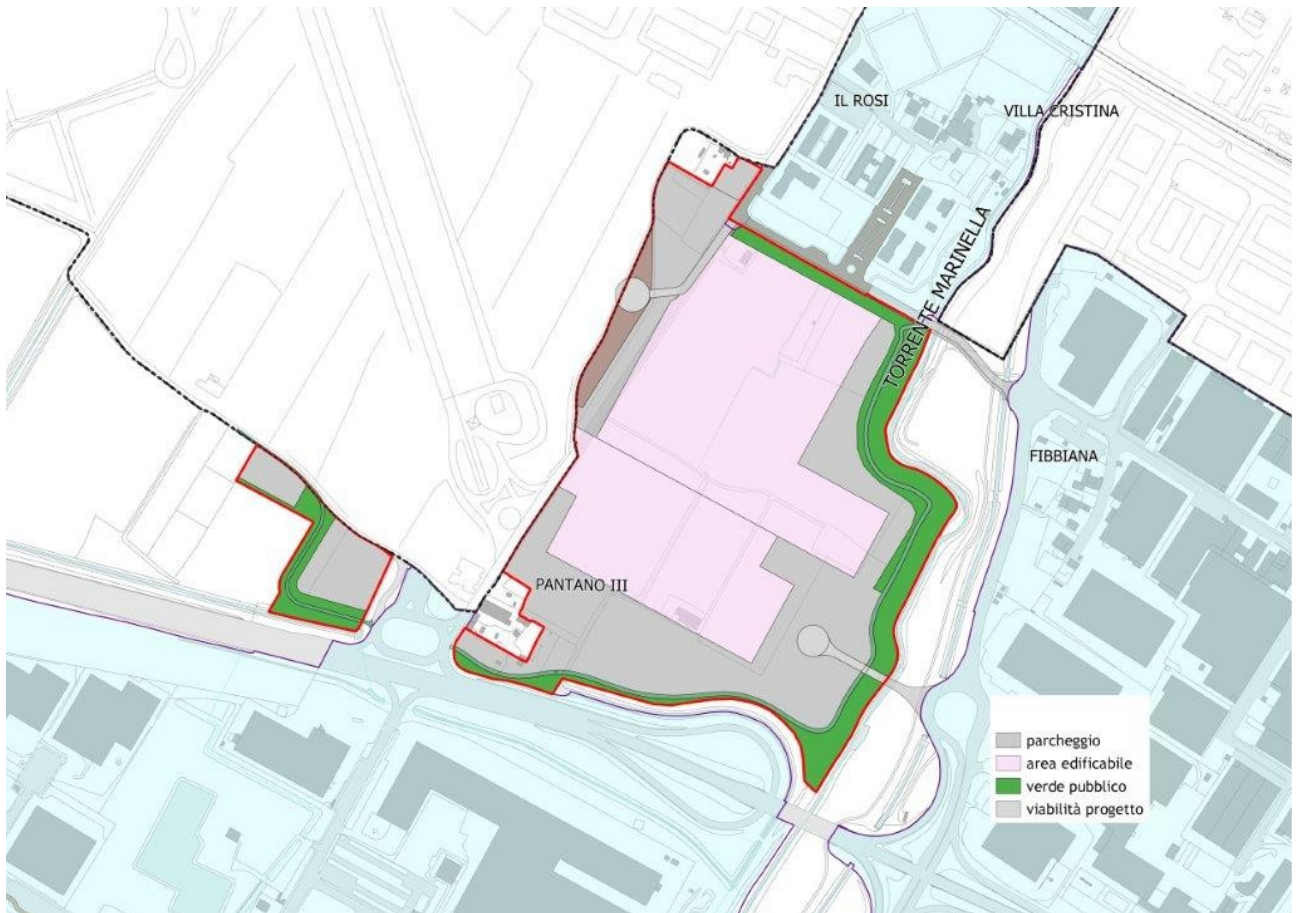 IL ROSI
VILLA CRISTINA
TORRENTE MARINELLA
FIBBIANA
PANTANO III
parcheggio
area edificabile
verde pubblico
viabilità progetto